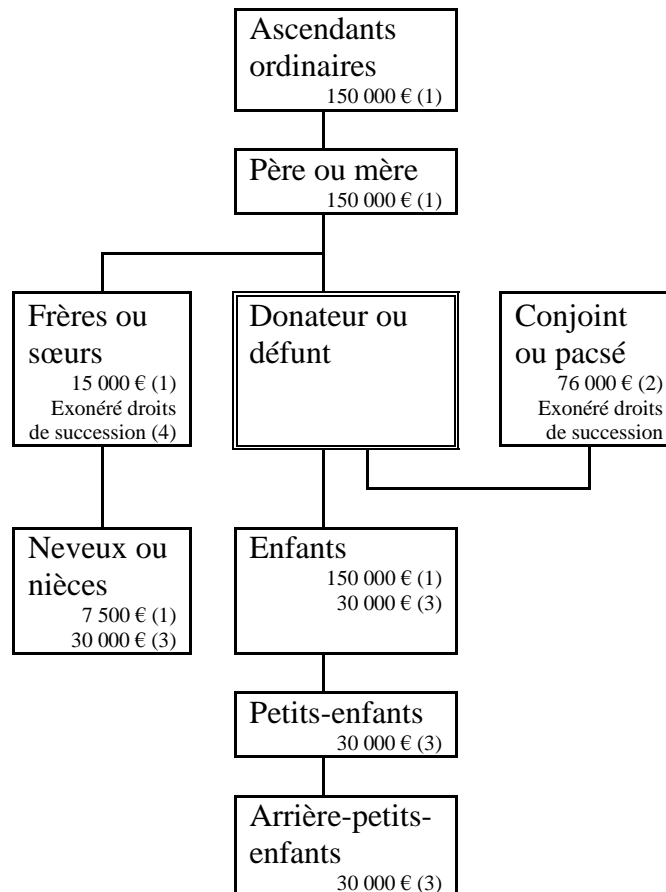 Ascendants
ordinaires
150 000 € (1)
Père ou mère
150 000 € (1)
Frères ou
sœurs
15 000 € (1)
Exonéré droits
de succession (4)
Donateur ou
défunt
Conjoint
ou pacsé
76 000 € (2)
Exonéré droits
de succession
Neveux ou
nièces
7 500 € (1)
30 000 € (3)
Enfants
150 000 € (1)
30 000 € (3)
Petits-enfants
30 000 € (3)
Arrière-petits-
enfants
30 000 € (3)